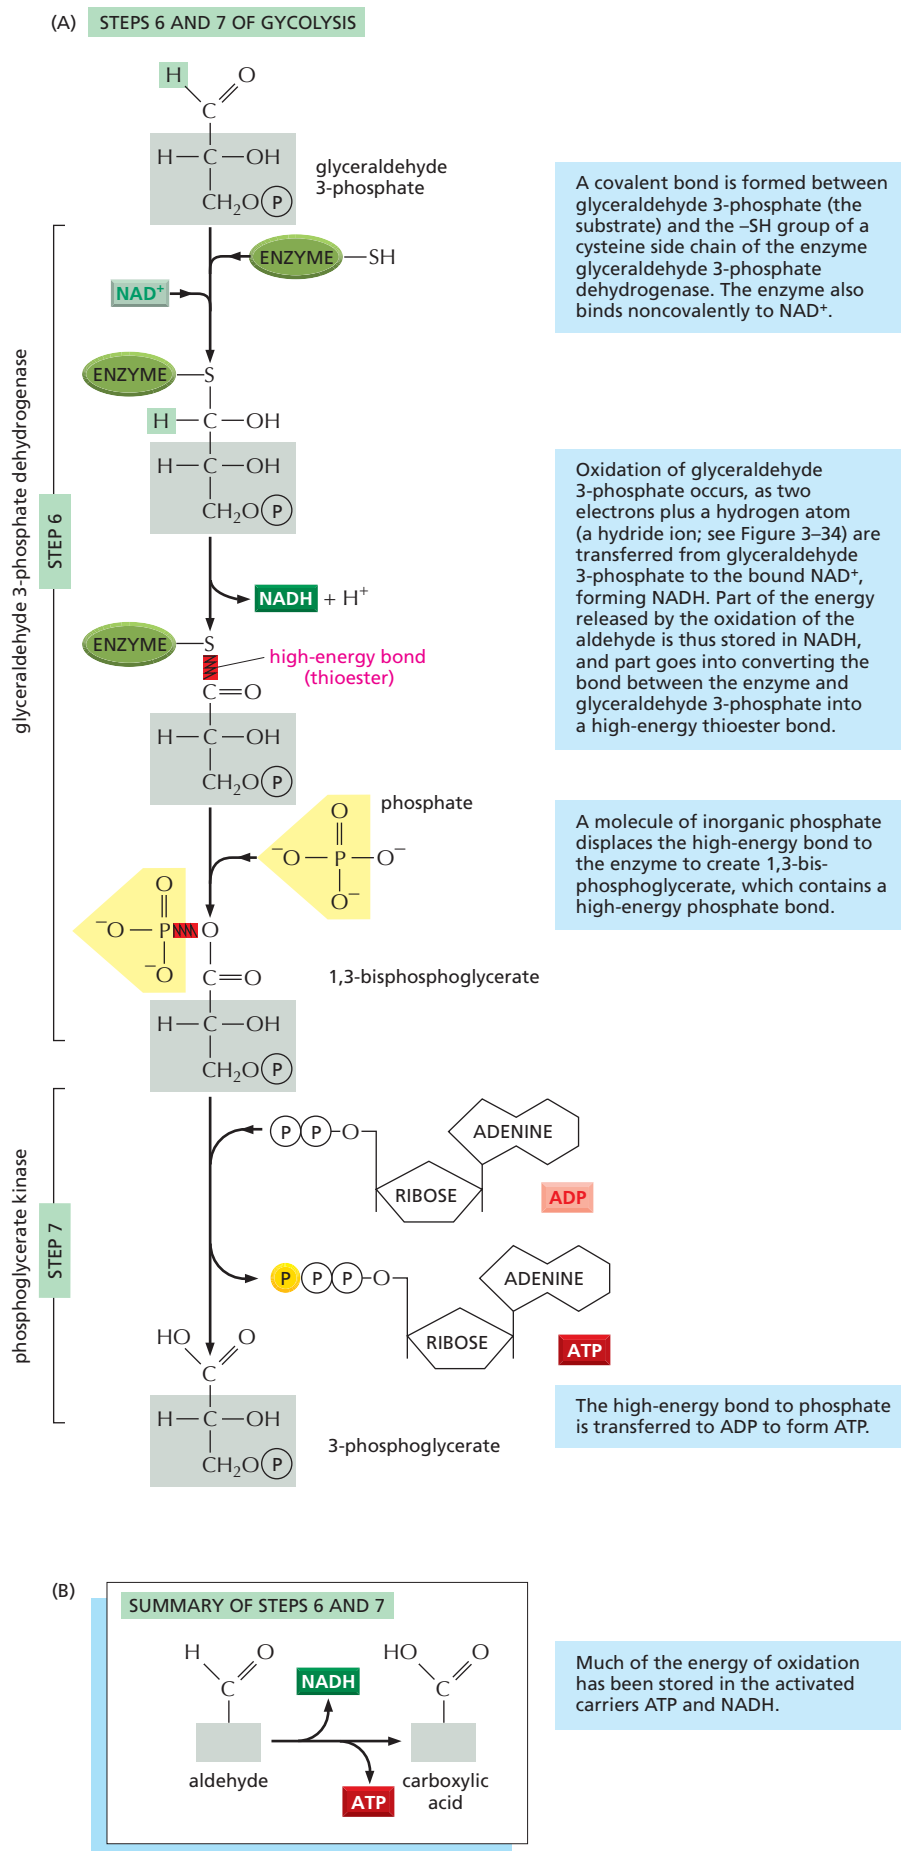 (A) STEPS 6 AND 7 OF GYCOLYSIS
H O
C
H—C—OH
CH₂O P
glyceraldehyde
3-phosphate
A covalent bond is formed between
glyceraldehyde 3-phosphate (the
substrate) and the –SH group of a
cysteine side chain of the enzyme
glyceraldehyde 3-phosphate
dehydrogenase. The enzyme also
binds noncovalently to NAD⁺.
glyceraldehyde 3-phosphate dehydrogenase
STEP 6
ENZYME—SH
NAD⁺
ENZYME—S
H—C—OH
H—C—OH
CH₂O P
Oxidation of glyceraldehyde
3-phosphate occurs, as two
electrons plus a hydrogen atom
(a hydride ion; see Figure 3–34) are
transferred from glyceraldehyde
3-phosphate to the bound NAD⁺,
forming NADH. Part of the energy
released by the oxidation of the
aldehyde is thus stored in NADH,
and part goes into converting the
bond between the enzyme and
glyceraldehyde 3-phosphate into
a high-energy thioester bond.
NADH + H⁺
ENZYME—S
high-energy bond
(thioester)
C=O
H—C—OH
CH₂O P
phosphate
O
⁻O—P—O⁻
O⁻
A molecule of inorganic phosphate
displaces the high-energy bond to
the enzyme to create 1,3-bis-
phosphoglycerate, which contains a
high-energy phosphate bond.
O
⁻O—P O
⁻O C=O
1,3-bisphosphoglycerate
H—C—OH
CH₂O P
phosphoglycerate kinase
STEP 7
P P—O ADENINE
RIBOSE
ADP
P P P—O ADENINE
RIBOSE
ATP
HO O
C
H—C—OH
CH₂O P
3-phosphoglycerate
The high-energy bond to phosphate
is transferred to ADP to form ATP.
(B)
SUMMARY OF STEPS 6 AND 7
H O
C
HO O
C
NADH
ATP
aldehyde
carboxylic
acid
Much of the energy of oxidation
has been stored in the activated
carriers ATP and NADH.